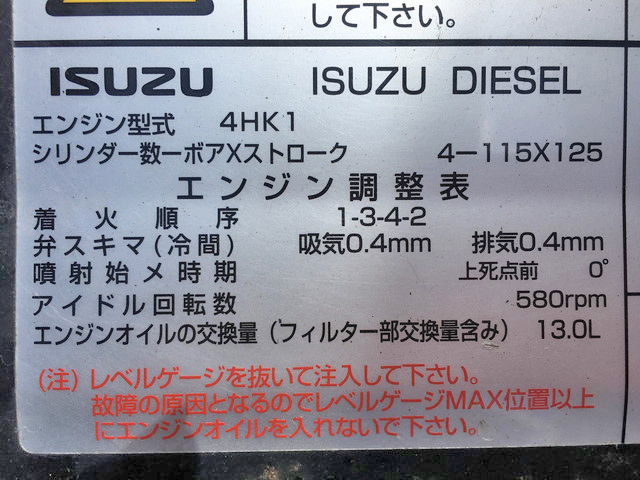 して下さい。
ISUZU ISUZU DIESEL
エンジン型式 4HK1
シリンダー数ーボアXストローク 4ー115X125
エンジン調整表
着火順序 1-3-4-2
弁スキマ(冷間) 吸気0.4mm 排気0.4mm
噴射始メ時期 上死点前 0°
アイドル回転数 580rpm
エンジンオイルの交換量(フィルター部交換量含み) 13.0L
(注)レベルゲージを抜いて注入して下さい。
故障の原因となるのでレベルゲージMAX位置以上
にエンジンオイルを入れないで下さい。